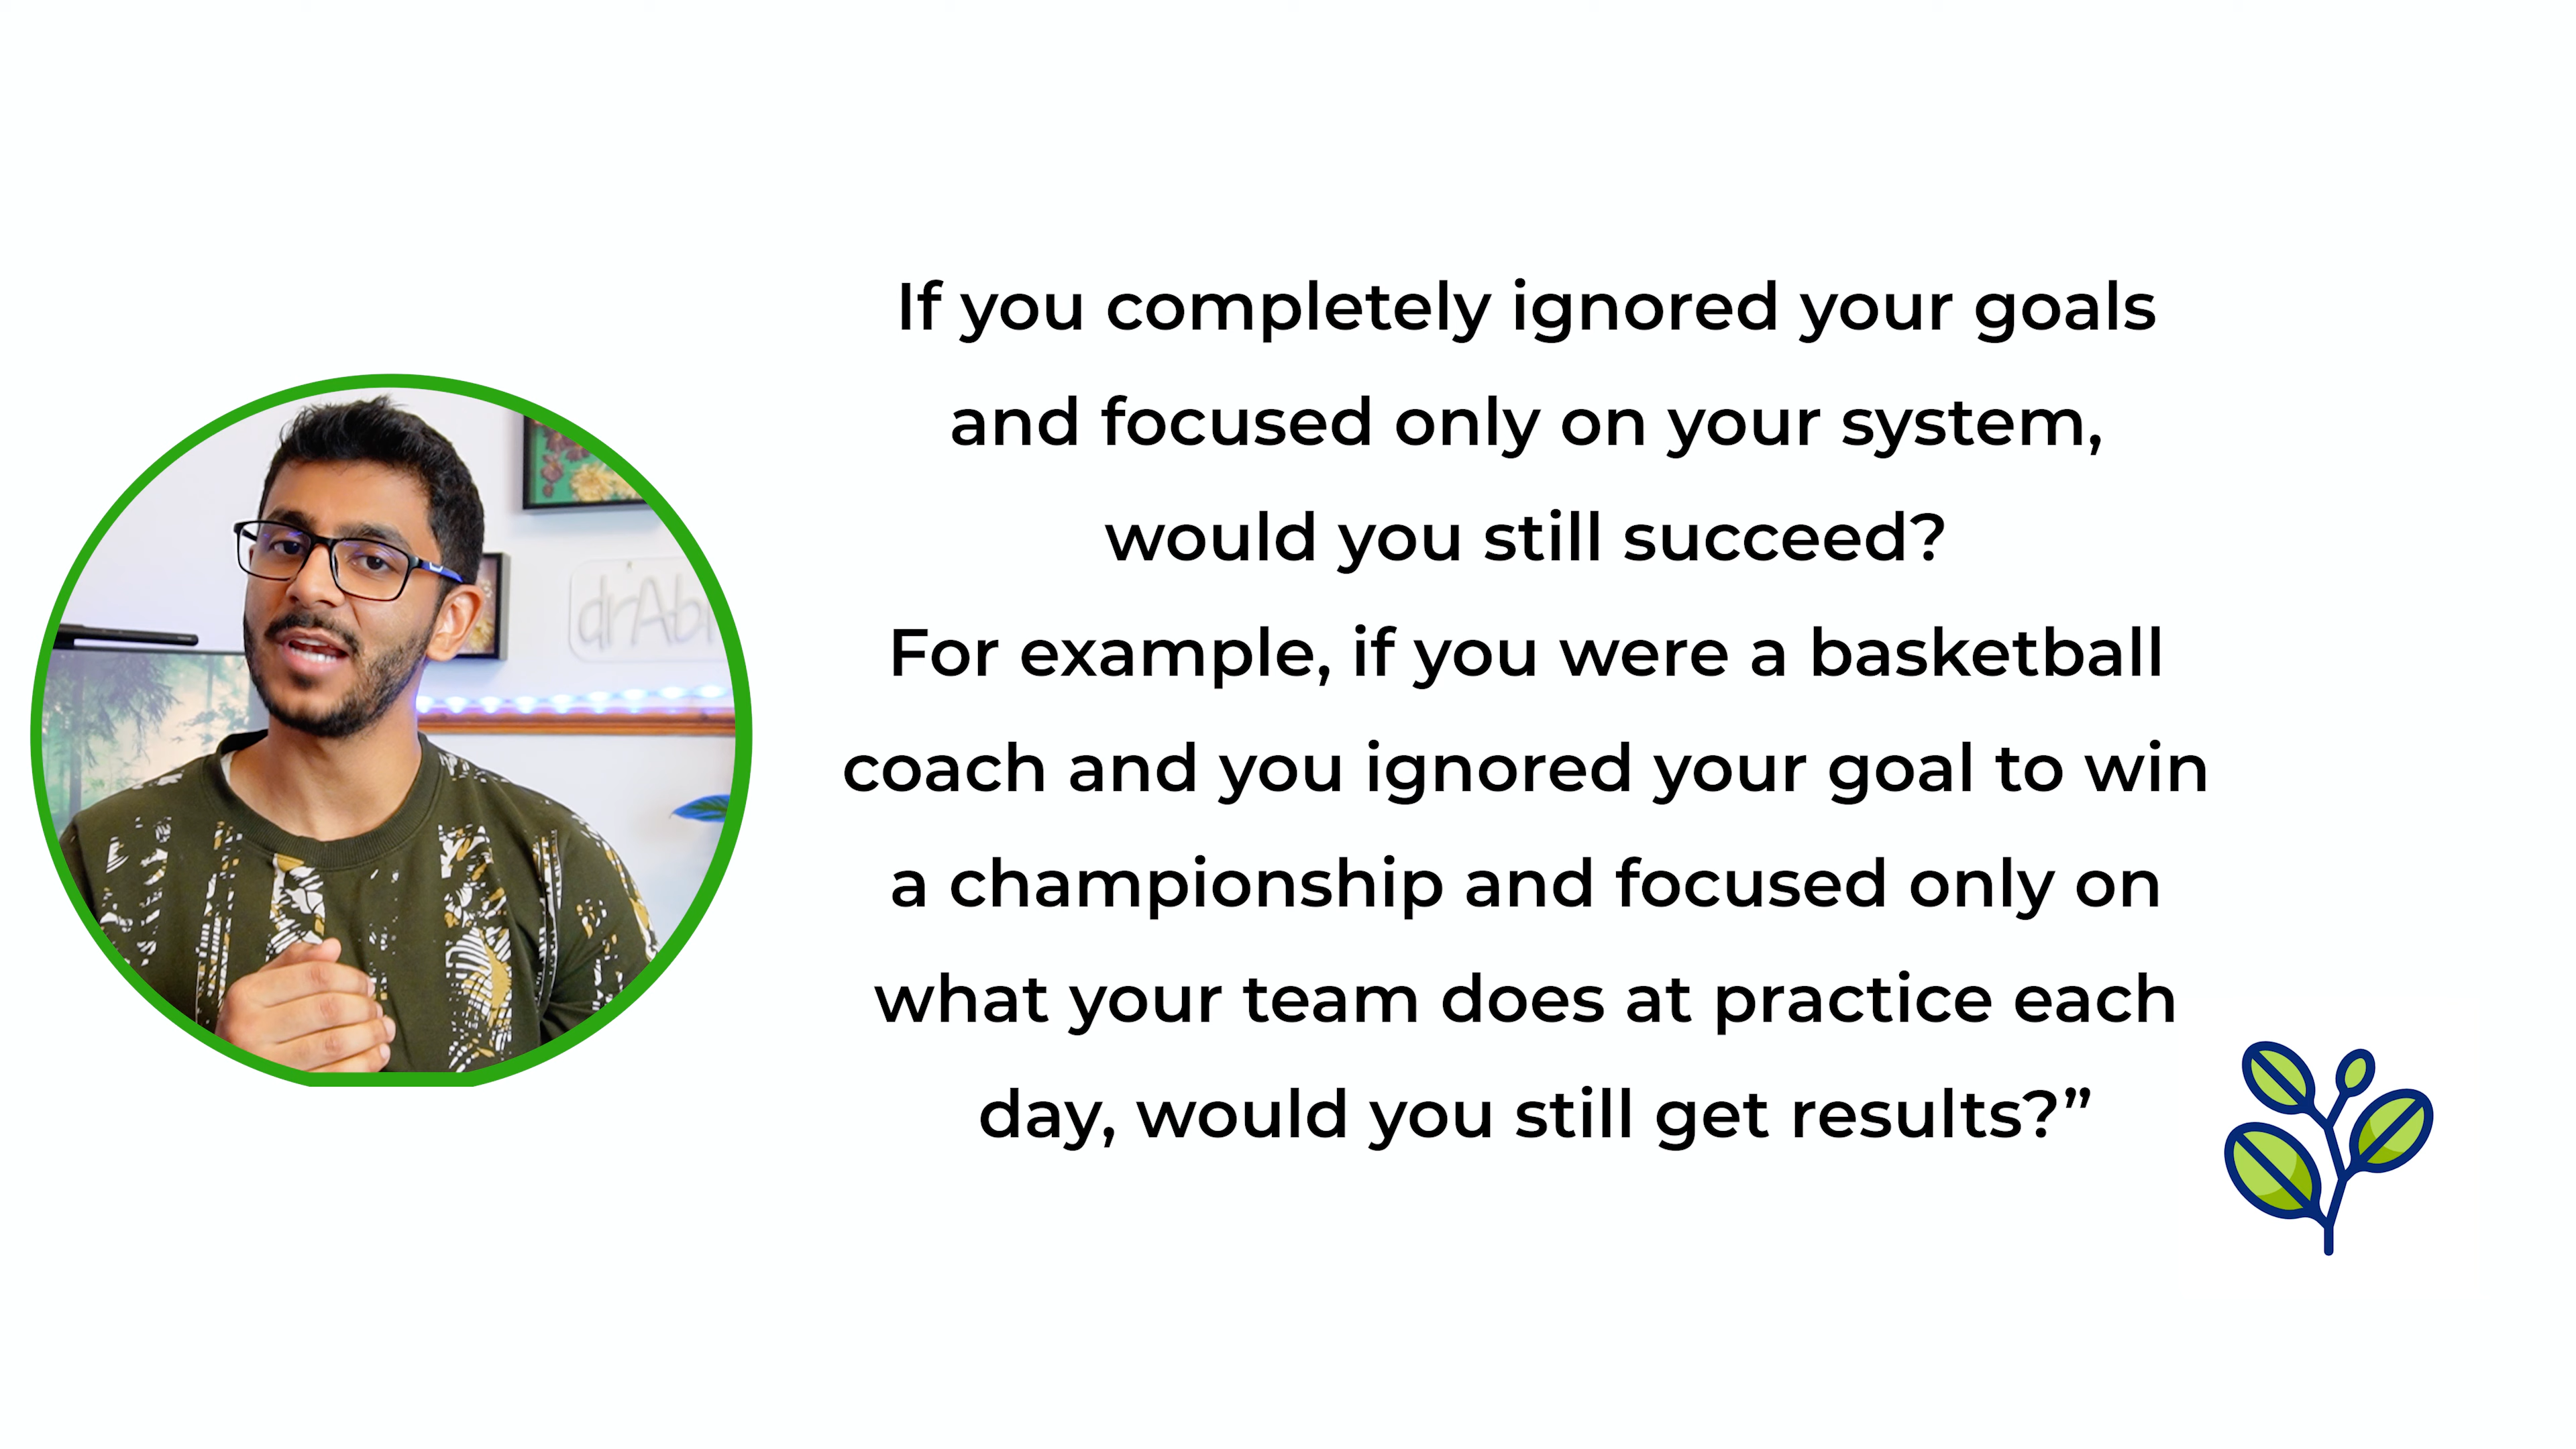 If you completely ignored your goals
and focused only on your system,
would you still succeed?
For example, if you were a basketball
coach and you ignored your goal to win
a championship and focused only on
what your team does at practice each
day, would you still get results?”